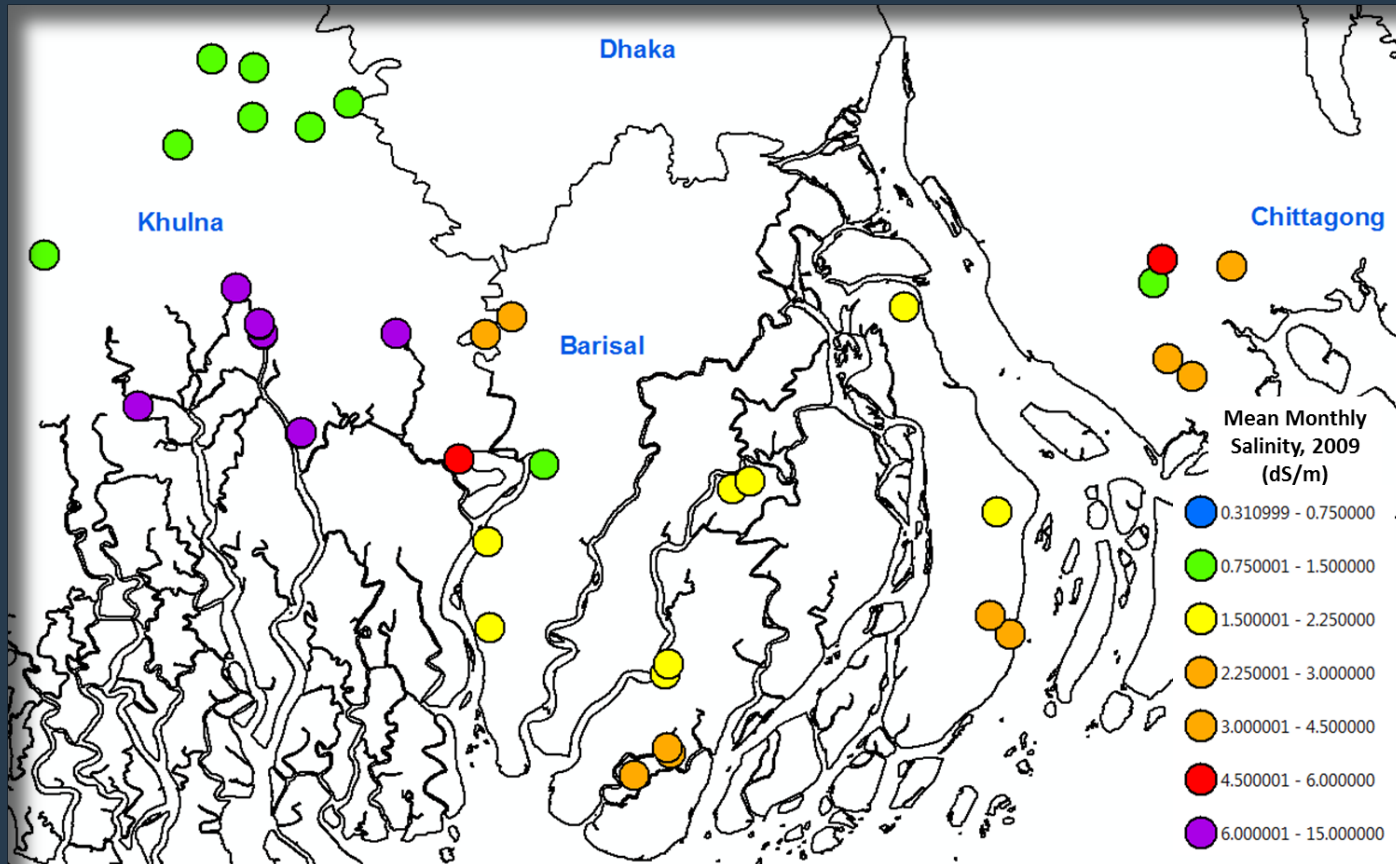 Dhaka
Khulna
Chittagong
Barisal
Mean Monthly
Salinity, 2009
(dS/m)
0.310999 - 0.750000
0.750001 - 1.500000
1.500001 - 2.250000
2.250001 - 3.000000
3.000001 - 4.500000
4.500001 - 6.000000
6.000001 - 15.000000